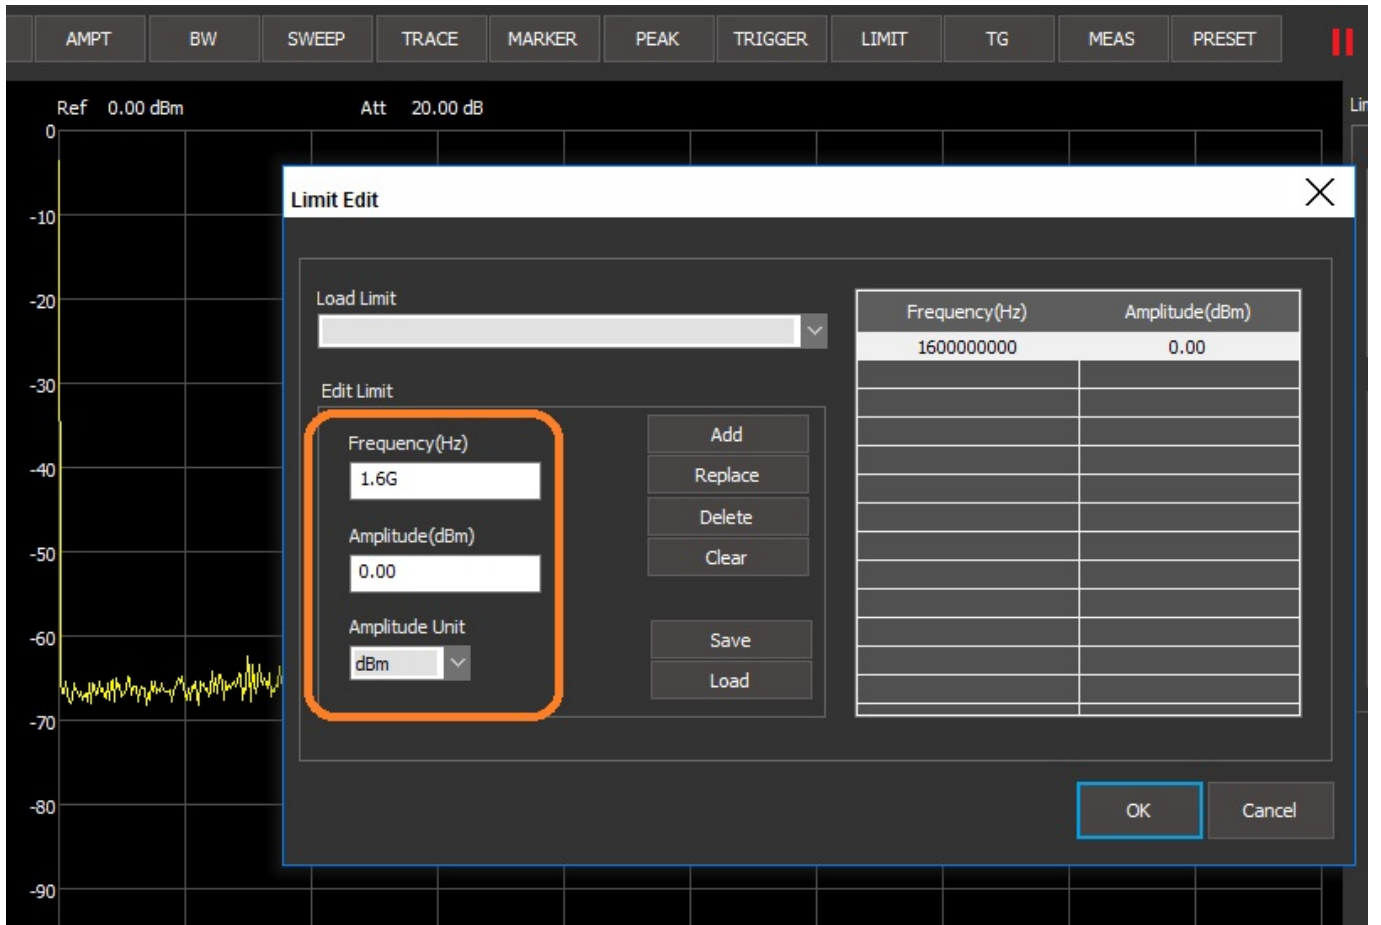 AMPT BW SWEEP TRACE MARKER PEAK TRIGGER LIMIT TG MEAS PRESET
Ref 0.00 dBm Att 20.00 dB
0
-10
-20
-30
-40
-50
-60
-70
-80
-90
Limit Edit
Load Limit
Edit Limit
Frequency(Hz)
1.6G
Amplitude(dBm)
0.00
Amplitude Unit
dBm
Add
Replace
Delete
Clear
Save
Load
Frequency(Hz) Amplitude(dBm)
1600000000 0.00
OK Cancel